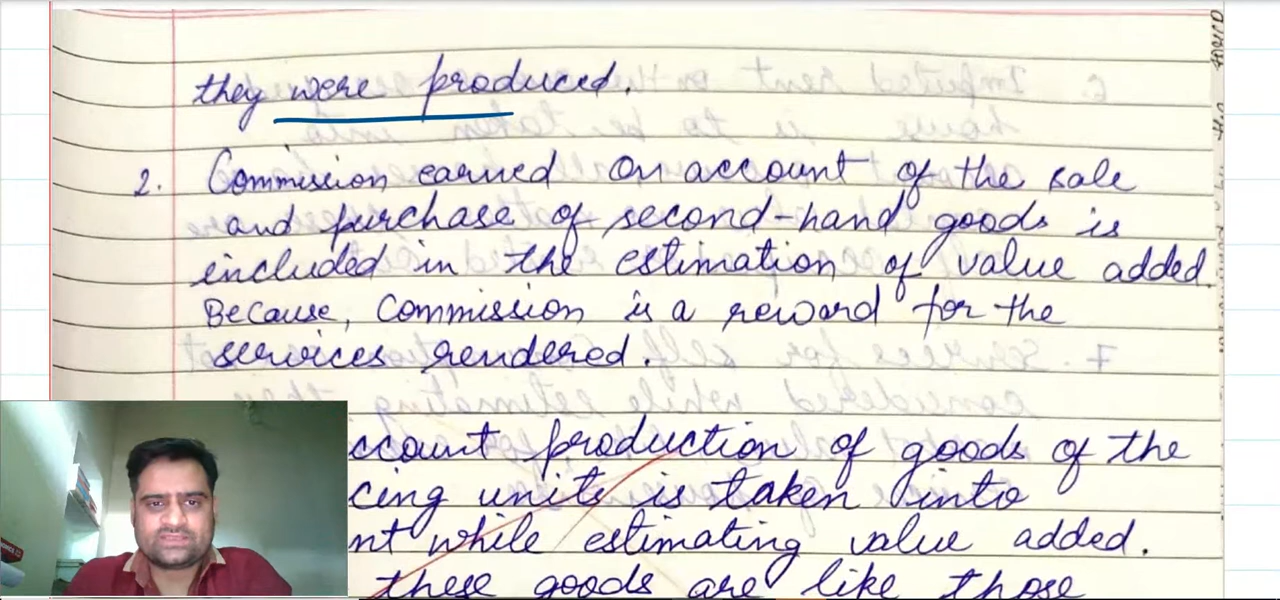 they were produced.
2. Commission earned on account of the sale
and purchase of second-hand goods is
included in the estimation of value added.
Because, Commission is a reward for the
services rendered.
ccount production of goods of the
cing units is taken into
nt while estimating value added.
these goods are like those